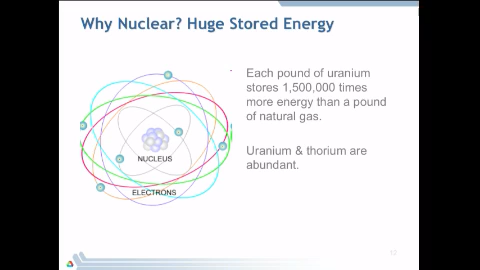 Why Nuclear? Huge Stored Energy
Each pound of uranium
stores 1,500,000 times
more energy than a pound
of natural gas.
Uranium & thorium are
abundant.
NUCLEUS
ELECTRONS